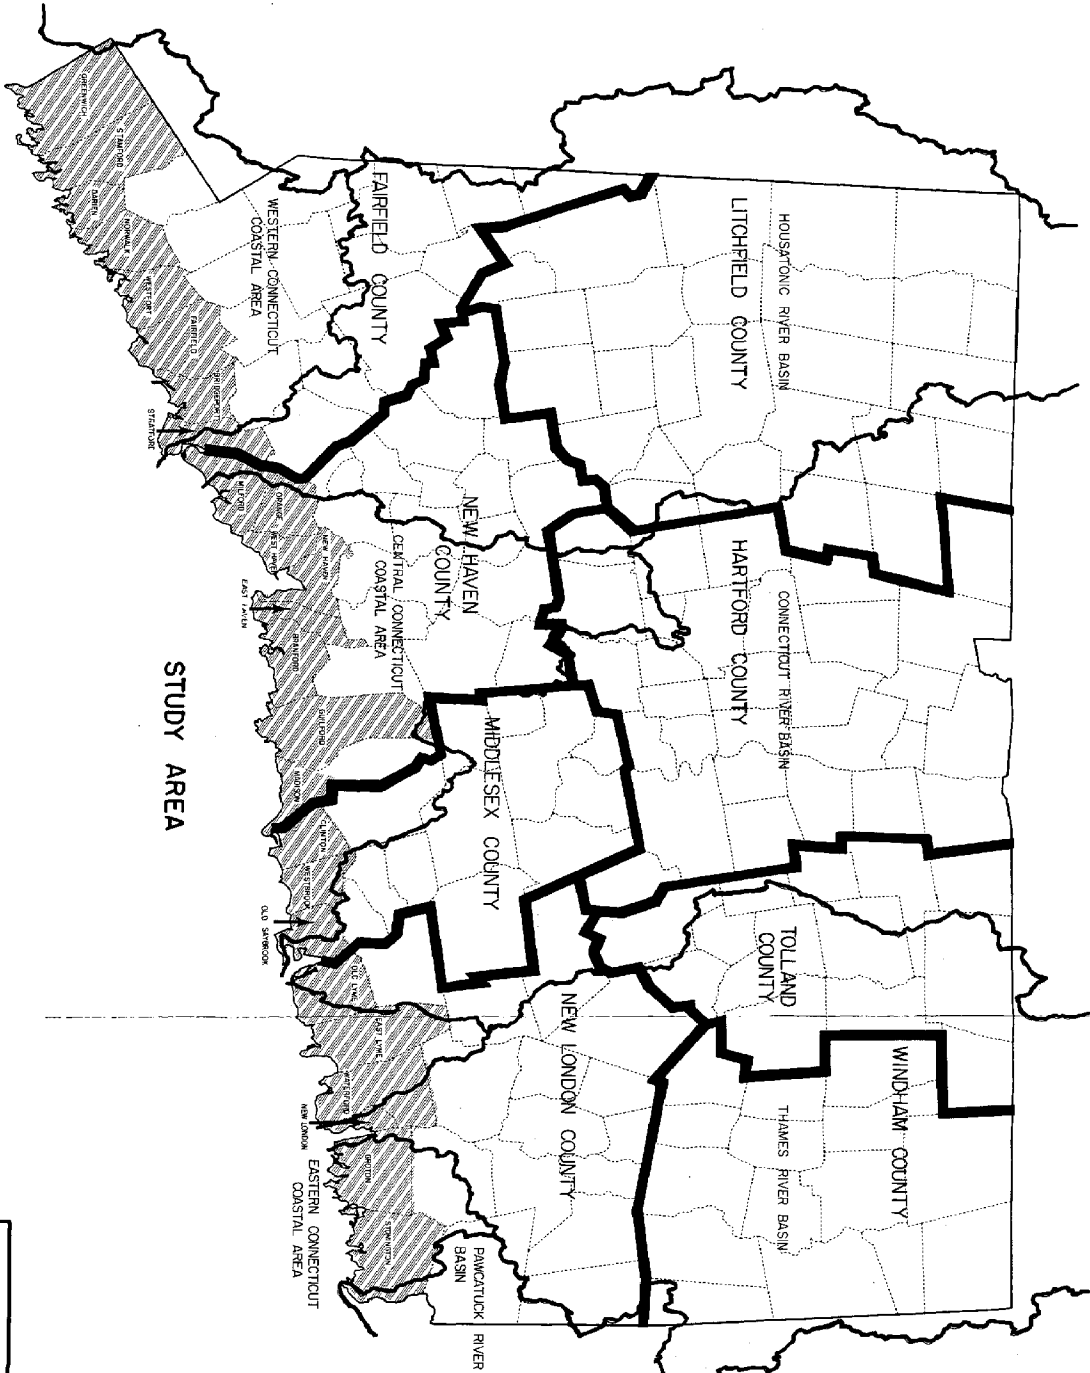 LITCHFIELD COUNTY
HOUSATONIC RIVER BASIN
HARTFORD COUNTY
CONNECTICUT RIVER BASIN
TOLLAND
COUNTY
WINDHAM COUNTY
THAMES RIVER BASIN
FAIRFIELD COUNTY
WESTERN CONNECTICUT
COASTAL AREA
NEW HAVEN
COUNTY
CENTRAL CONNECTICUT
COASTAL AREA
MIDDLESEX COUNTY
NEW LONDON COUNTY
PAWCATUCK RIVER
BASIN
EASTERN CONNECTICUT
COASTAL AREA
GREENWICH
STAMFORD
DARIEN
NORWALK
WESTPORT
FAIRFIELD
BRIDGEPORT
STRATFORD
MILFORD
ORANGE
WEST HAVEN
NEW HAVEN
EAST HAVEN
BRANFORD
GUILFORD
MADISON
CLINTON
WESTBROOK
OLD SAYBROOK
OLD LYME
EAST LYME
WATERFORD
NEW LONDON
GROTON
STONINGTON
STUDY AREA